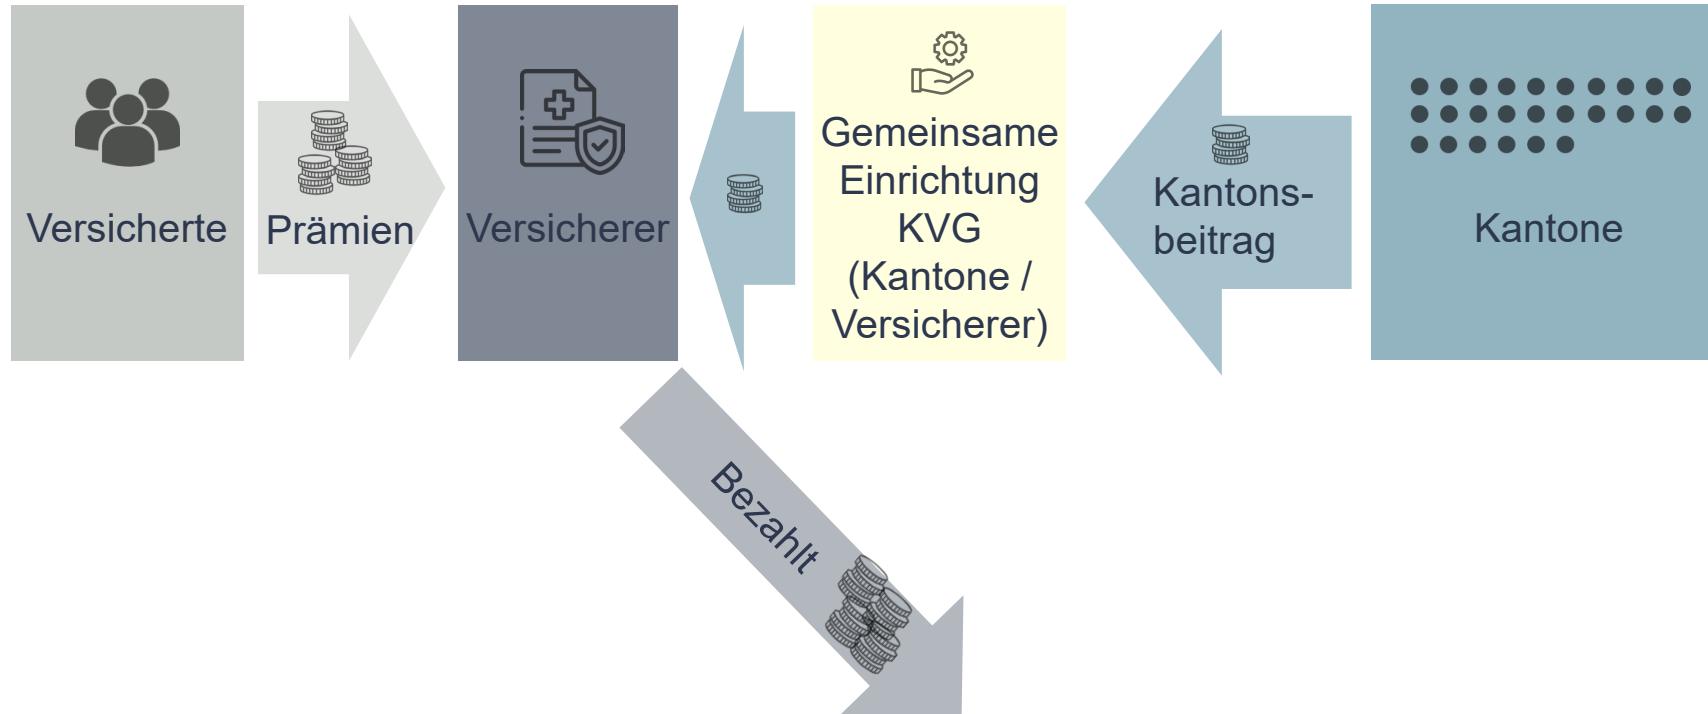 Versicherte
Prämien
Versicherer
Gemeinsame
Einrichtung
KVG
(Kantone /
Versicherer)
Kantons-
beitrag
Kantone
Bezahlt